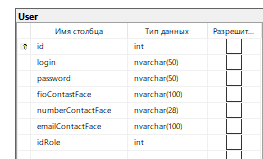 User
Имя столбца Тип данных Разрешит...
id int
login nvarchar(50)
password nvarchar(50)
fioContastFace nvarchar(100)
numberContactFace nvarchar(28)
emailContactFace nvarchar(100)
idRole int